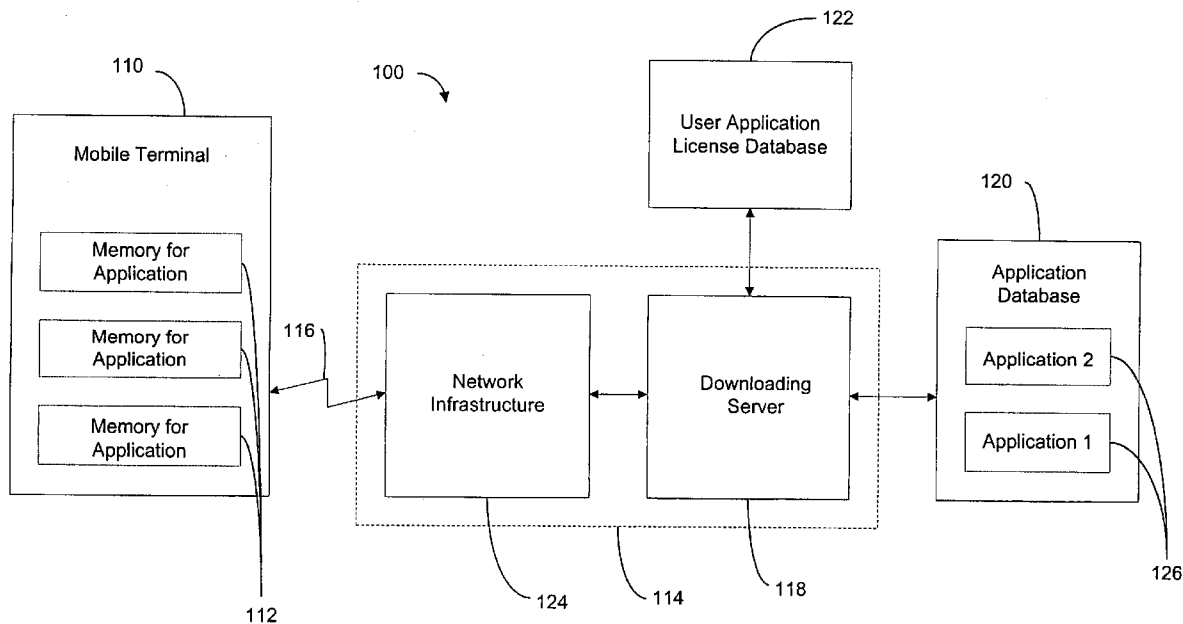 122
110
100
User Application
License Database
Mobile Terminal
120
Memory for
Application
Application
Database
116
Memory for
Application
Application 2
Network
Infrastructure
Downloading
Server
Memory for
Application
Application 1
112
124
114
118
126